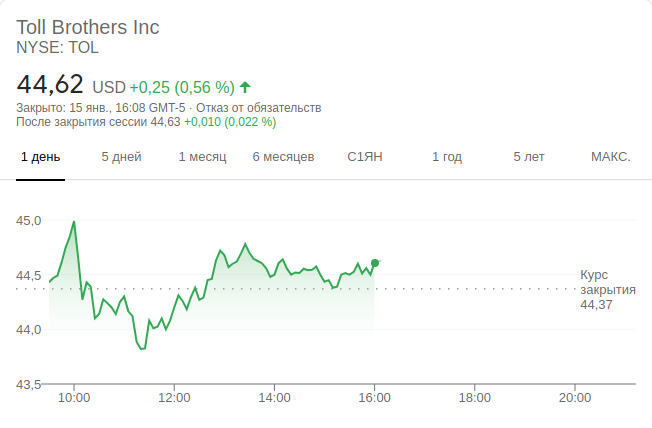 Toll Brothers Inc
NYSE: TOL
44,62 USD +0,25 (0,56 %)
Закрыто: 15 янв., 16:08 GMT-5 · Отказ от обязательств
После закрытия сессии 44,63 +0,010 (0,022 %)
1 день 5 дней 1 месяц 6 месяцев С1ЯН 1 год 5 лет МАКС.
45,0
44,5
44,0
43,5
Курс
закрытия
44,37
10:00 12:00 14:00 16:00 18:00 20:00